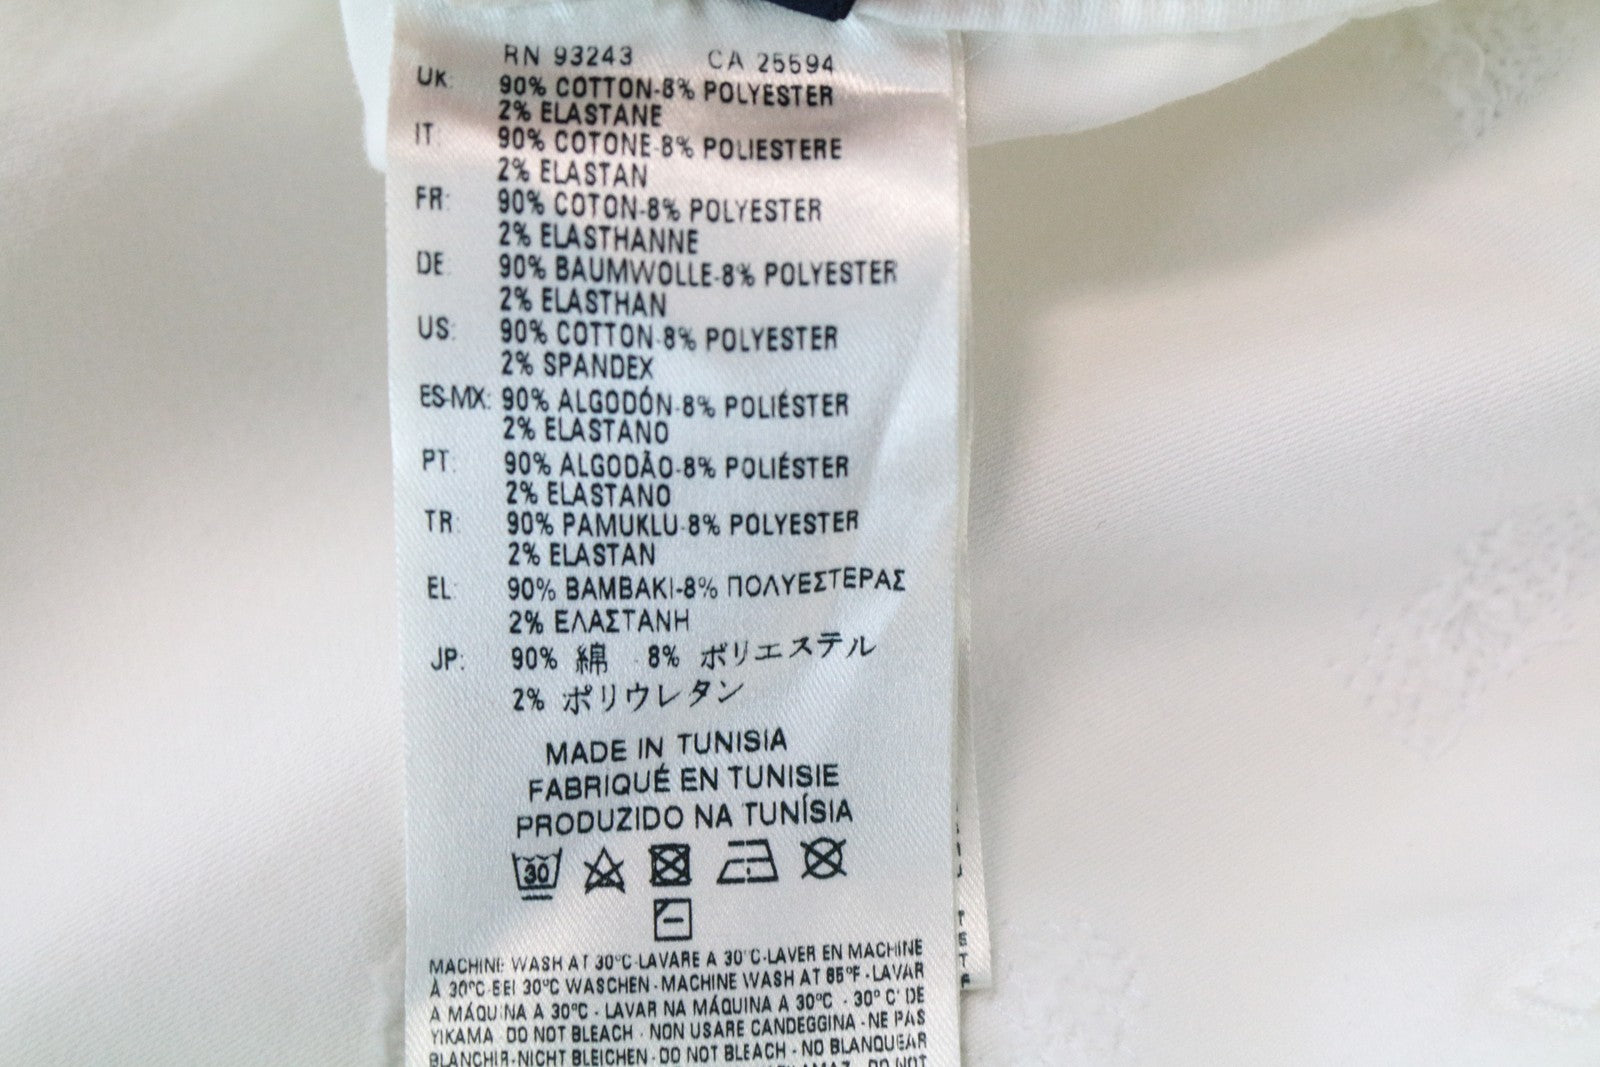 RN 93243 CA 25594
UK: 90% COTTON-8% POLYESTER
2% ELASTANE
IT: 90% COTONE-8% POLIESTERE
2% ELASTAN
FR: 90% COTON-8% POLYESTER
2% ELASTHANNE
DE: 90% BAUMWOLLE-8% POLYESTER
2% ELASTHAN
US: 90% COTTON-8% POLYESTER
2% SPANDEX
ES-MX: 90% ALGODÓN-8% POLIÉSTER
2% ELASTANO
PT: 90% ALGODÃO-8% POLIÉSTER
2% ELASTANO
TR: 90% PAMUKLU-8% POLYESTER
2% ELASTAN
EL: 90% BAMBAKI-8% ΠΟΛΥΕΣΤΕΡΑΣ
2% ΕΛΑΣΤΑΝΗ
JP: 90% 綿 8% ポリエステル
2% ポリウレタン
MADE IN TUNISIA
FABRIQUÉ EN TUNISIE
PRODUZIDO NA TUNÍSIA
30
MACHINE WASH AT 30°C-LAVARE A 30°C-LAVER EN MACHINE
À 30°C-BEI 30°C WASCHEN - MACHINE WASH AT 85°F - LAVAR
A MÁQUINA A 30°C - LAVAR NA MÁQUINA A 30°C - 30° C' DE
YIKAMA DO NOT BLEACH - NON USARE CANDEGGINA - NE PAS
BLANCHIR-NICHT BLEICHEN - DO NOT BLEACH - NO BLANQUEAR
DO NOT